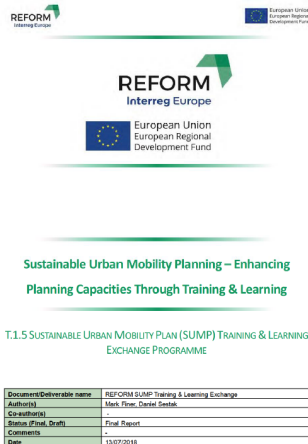 REFORM
Interreg Europe
European Union
European Regional
Development Fund
REFORM
Interreg Europe
European Union
European Regional
Development Fund
Sustainable Urban Mobility Planning – Enhancing
Planning Capacities Through Training & Learning
T.1.5 SUSTAINABLE URBAN MOBILITY PLAN (SUMP) TRAINING & LEARNING
EXCHANGE PROGRAMME
Document/Deliverable name REFORM SUMP Training & Learning Exchange
Author(s) Mark Finer, Daniel Sestak
Co-author(s) -
Status (Final, Draft) Final Report
Comments -
Date 13/07/2018